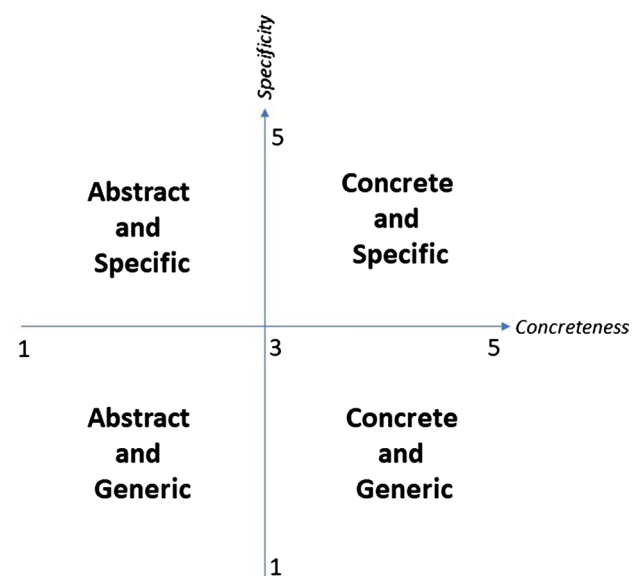 Specificity
5
Abstract
and
Specific
Concrete
and
Specific
Concreteness
1
3
5
Abstract
and
Generic
Concrete
and
Generic
1